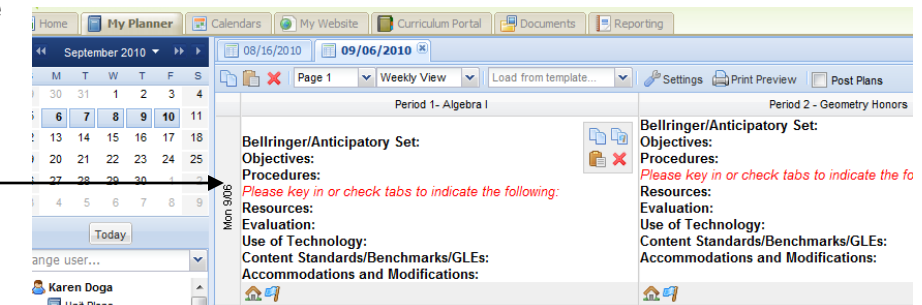 Home My Planner Calendars My Website Curriculum Portal Documents Reporting
September 2010
08/16/2010 09/06/2010
Page 1 Weekly View Load from template... Settings Print Preview Post Plans
M T W T F S
30 31 1 2 3 4
6 7 8 9 10 11
13 14 15 16 17 18
20 21 22 23 24 25
27 28 29 30 1 2
4 5 6 7 8 9
Today
user...
Karen Doga
Period 1- Algebra I
Mon 9/06
Bellringer/Anticipatory Set:
Objectives:
Procedures:
Please key in or check tabs to indicate the following:
Resources:
Evaluation:
Use of Technology:
Content Standards/Benchmarks/GLEs:
Accommodations and Modifications:
Period 2 - Geometry Honors
Bellringer/Anticipatory Set:
Objectives:
Procedures:
Please key in or check tabs to indicate the fo
Resources:
Evaluation:
Use of Technology:
Content Standards/Benchmarks/GLEs:
Accommodations and Modifications: